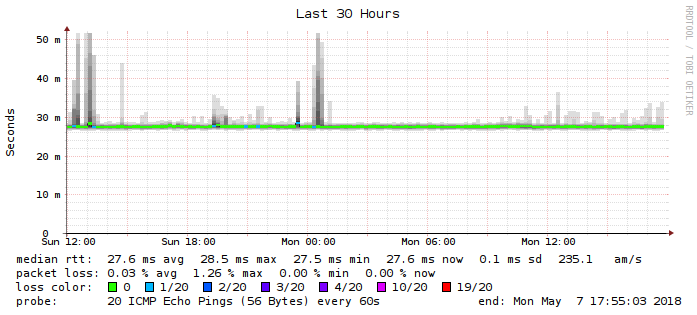 Last 30 Hours
RRDTOOL / TOBI OETIKER
Seconds
50 m
40 m
30 m
20 m
10 m
0
Sun 12:00 Sun 18:00 Mon 00:00 Mon 06:00 Mon 12:00
median rtt: 27.6 ms avg 28.5 ms max 27.5 ms min 27.6 ms now 0.1 ms sd 235.1 am/s
packet loss: 0.03 % avg 1.26 % max 0.00 % min 0.00 % now
loss color: 0 1/20 2/20 3/20 4/20 10/20 19/20
probe: 20 ICMP Echo Pings (56 Bytes) every 60s end: Mon May 7 17:55:03 2018